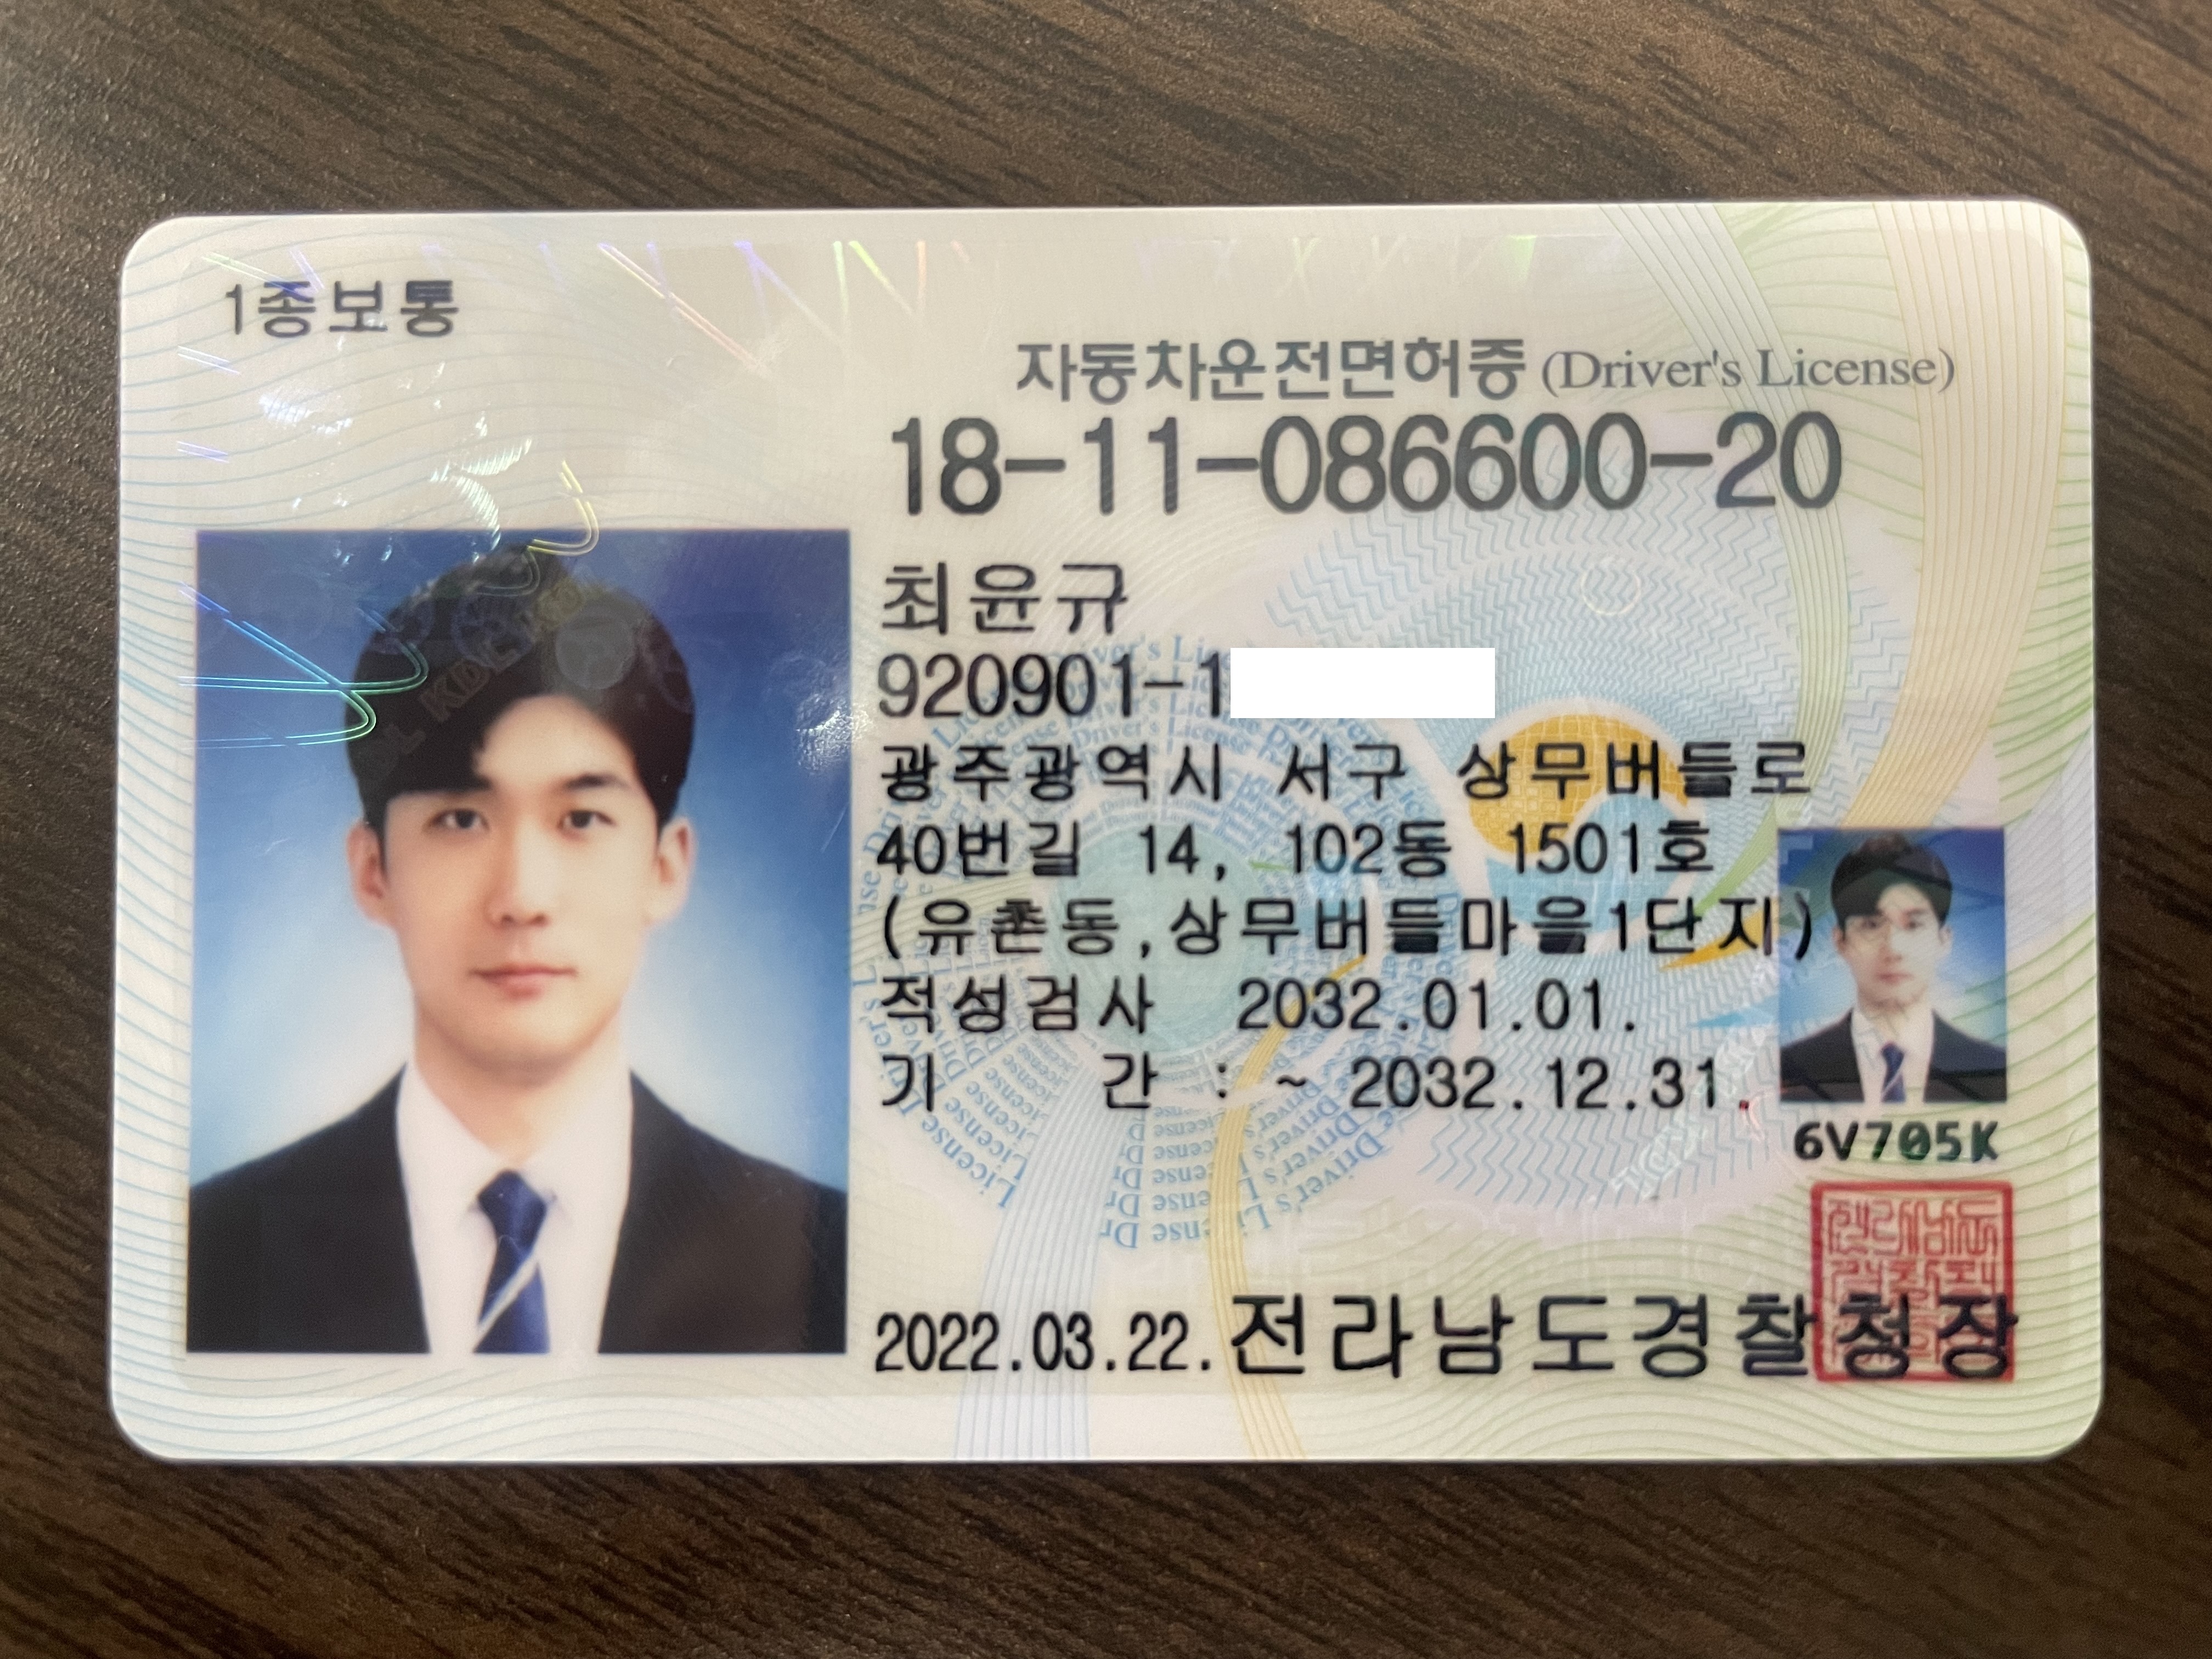 1종보통
자동차운전면허증 (Driver's License)
18-11-086600-20
최윤규
920901-1
광주광역시 서구 상무버들로
40번길 14, 102동 1501호
(유촌동,상무버들마을1단지)
적성검사 2032.01.01.
기 간 : ~ 2032.12.31.
6V705K
2022.03.22.전라남도경찰청장